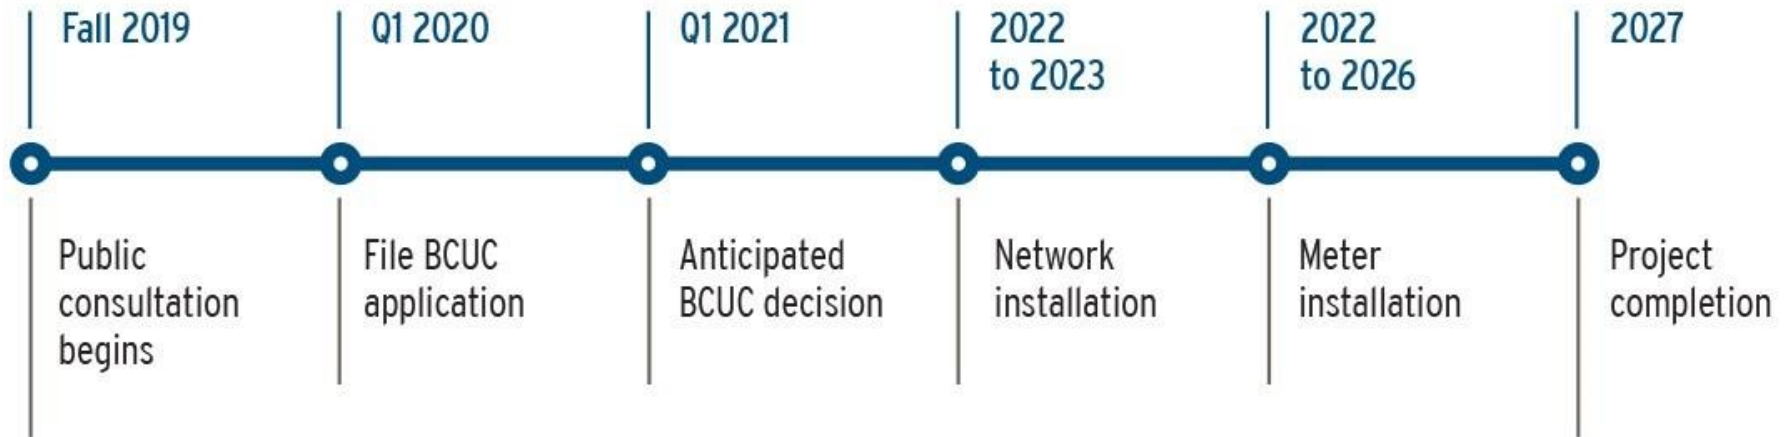 Fall 2019
Q1 2020
Q1 2021
2022
to 2023
2022
to 2026
2027
Public
consultation
begins
File BCUC
application
Anticipated
BCUC decision
Network
installation
Meter
installation
Project
completion